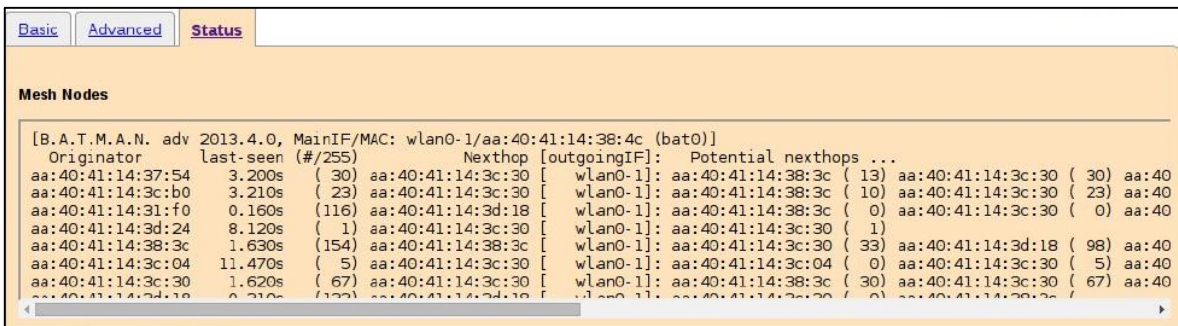 Basic Advanced Status
Mesh Nodes
[B.A.T.M.A.N. adv 2013.4.0, MainIF/MAC: wlan0-1/aa:40:41:14:38:4c (bat0)]
Originator last-seen (#/255) Nexthop [outgoingIF]: Potential nexthops ...
aa:40:41:14:37:54 3.200s ( 30) aa:40:41:14:3c:30 [ wlan0-1]: aa:40:41:14:38:3c ( 13) aa:40:41:14:3c:30 ( 30) aa:40
aa:40:41:14:3c:b0 3.210s ( 23) aa:40:41:14:3c:30 [ wlan0-1]: aa:40:41:14:38:3c ( 10) aa:40:41:14:3c:30 ( 23) aa:40
aa:40:41:14:31:f0 0.160s (116) aa:40:41:14:3d:18 [ wlan0-1]: aa:40:41:14:38:3c ( 0) aa:40:41:14:3c:30 ( 0) aa:40
aa:40:41:14:3d:24 8.120s ( 1) aa:40:41:14:3c:30 [ wlan0-1]: aa:40:41:14:3c:30 ( 1)
aa:40:41:14:38:3c 1.630s (154) aa:40:41:14:38:3c [ wlan0-1]: aa:40:41:14:3c:30 ( 33) aa:40:41:14:3d:18 ( 98) aa:40
aa:40:41:14:3c:04 11.470s ( 5) aa:40:41:14:3c:30 [ wlan0-1]: aa:40:41:14:3c:04 ( 0) aa:40:41:14:3c:30 ( 5) aa:40
aa:40:41:14:3c:30 1.620s ( 67) aa:40:41:14:3c:30 [ wlan0-1]: aa:40:41:14:38:3c ( 30) aa:40:41:14:3c:30 ( 67) aa:40